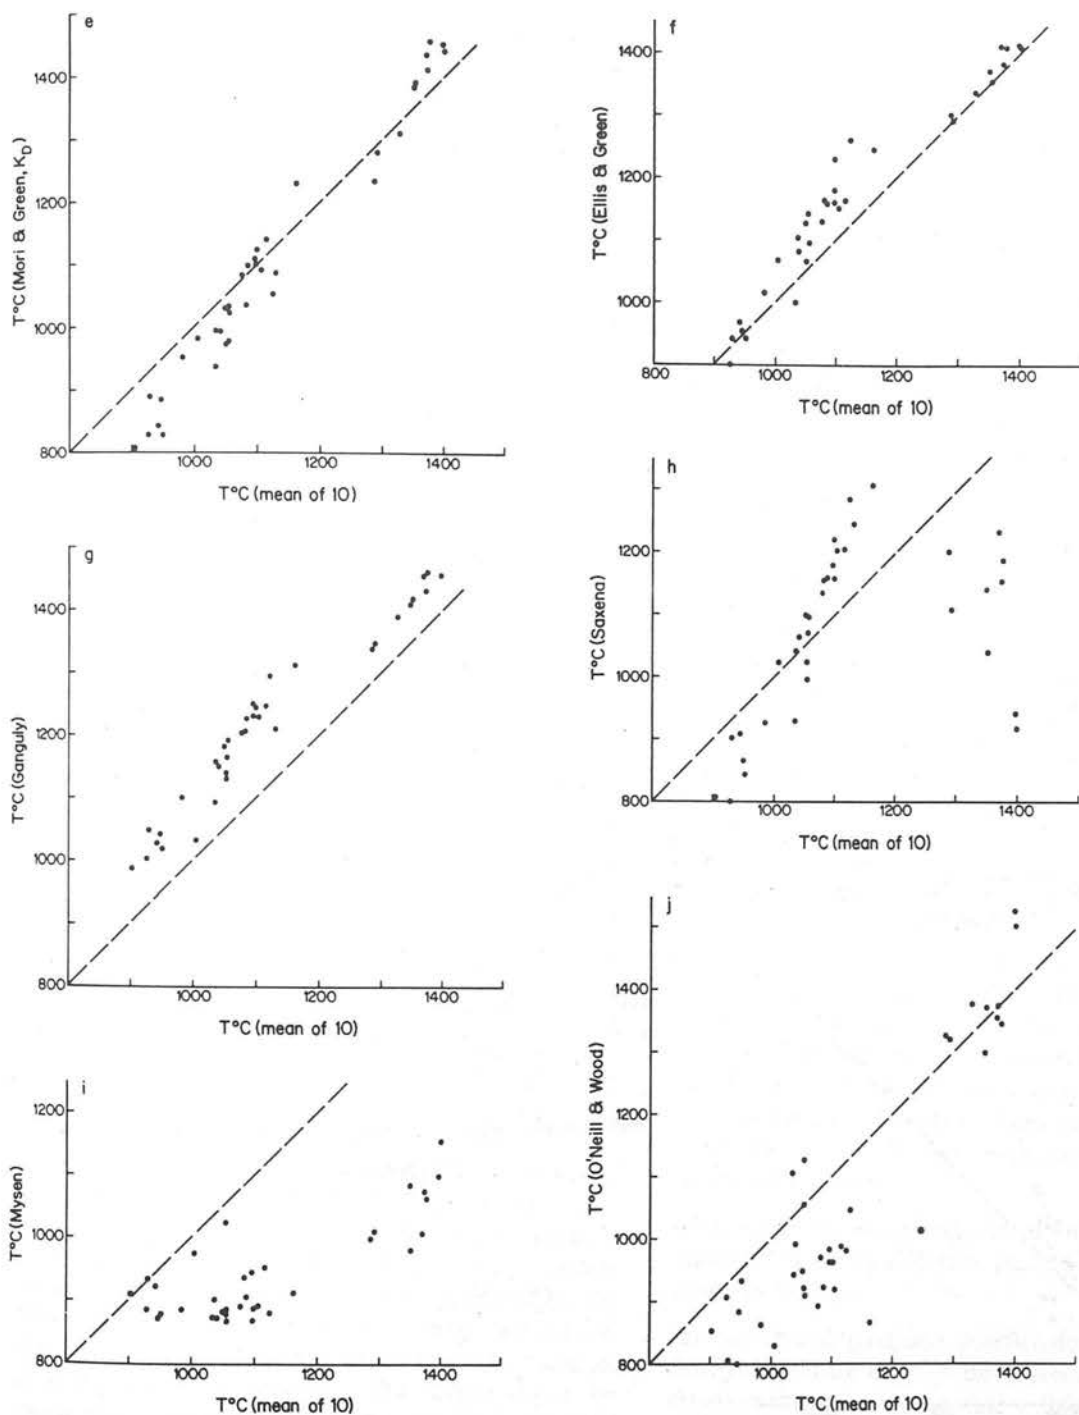 e
1400
1200
1000
800
T°C (Mori & Green, K_D)
1000
1200
1400
T°C (mean of 10)
f
1400
1200
1000
T°C (Ellis & Green)
800
1000
1200
1400
T°C (mean of 10)
g
1400
1200
1000
800
T°C (Ganguly)
1000
1200
1400
T°C (mean of 10)
h
1200
1000
800
T°C (Saxena)
1000
1200
1400
T°C (mean of 10)
i
1200
1000
800
T°C (Mysen)
1000
1200
1400
T°C (mean of 10)
j
1400
1200
1000
800
T°C (O'Neill & Wood)
1000
1200
1400
T°C (mean of 10)